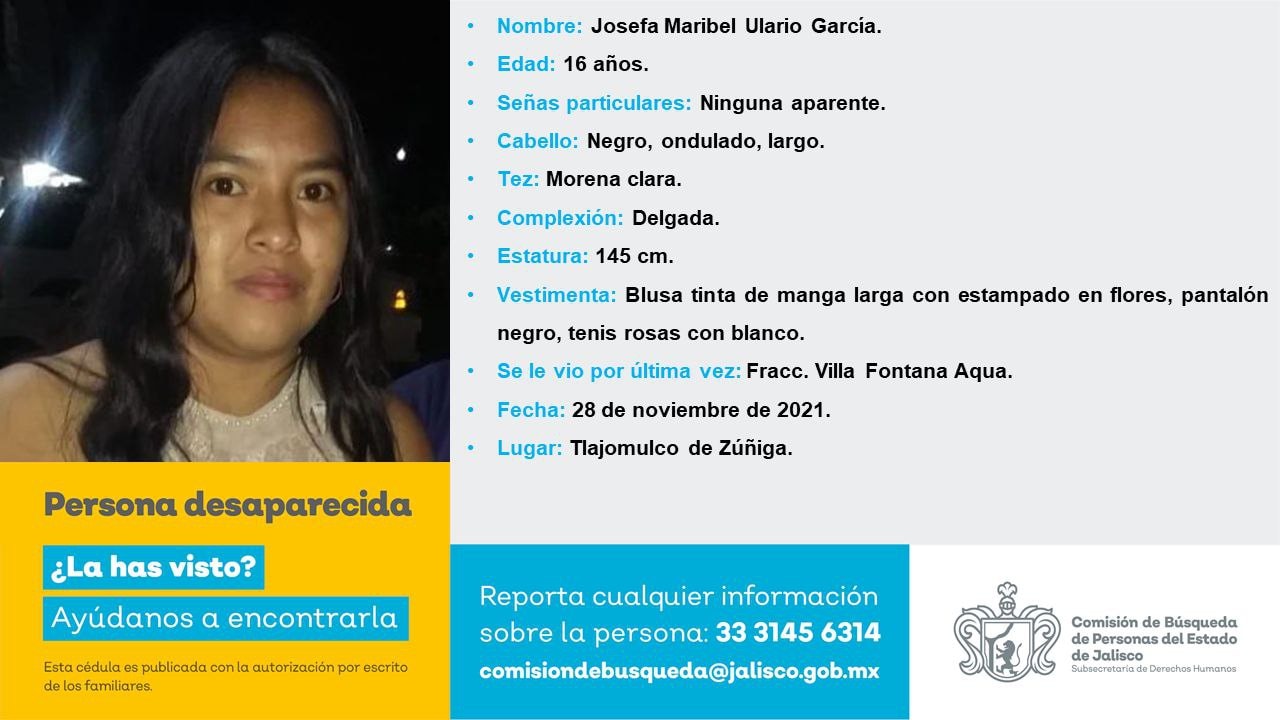 • Nombre: Josefa Maribel Ulario García.
• Edad: 16 años.
• Señas particulares: Ninguna aparente.
• Cabello: Negro, ondulado, largo.
• Tez: Morena clara.
• Complexión: Delgada.
• Estatura: 145 cm.
• Vestimenta: Blusa tinta de manga larga con estampado en flores, pantalón
negro, tenis rosas con blanco.
• Se le vio por última vez: Fracc. Villa Fontana Aqua.
• Fecha: 28 de noviembre de 2021.
• Lugar: Tlajomulco de Zúñiga.
Persona desaparecida
¿La has visto?
Ayúdanos a encontrarla
Esta cédula es publicada con la autorización por escrito
de los familiares.
Reporta cualquier información
sobre la persona: 33 3145 6314
comisiondebusqueda@jalisco.gob.mx
Comisión de Búsqueda
de Personas del Estado
de Jalisco
Subsecretaría de Derechos Humanos